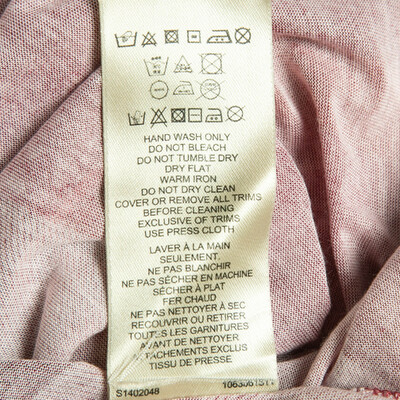 HAND WASH ONLY
DO NOT BLEACH
DO NOT TUMBLE DRY
DRY FLAT
WARM IRON
DO NOT DRY CLEAN
COVER OR REMOVE ALL TRIMS
BEFORE CLEANING
EXCLUSIVE OF TRIMS
USE PRESS CLOTH
LAVER À LA MAIN
SEULEMENT.
NE PAS BLANCHIR
NE PAS SÉCHER EN MACHINE
SÉCHER À PLAT
FER CHAUD
NE PAS NETTOYER À SEC
RECOUVRIR OU RETIRER
TOUTES LES GARNITURES
AVANT DE NETTOYER
ATTACHEMENTS EXCLUS
TISSU DE PRESSE
S1402048